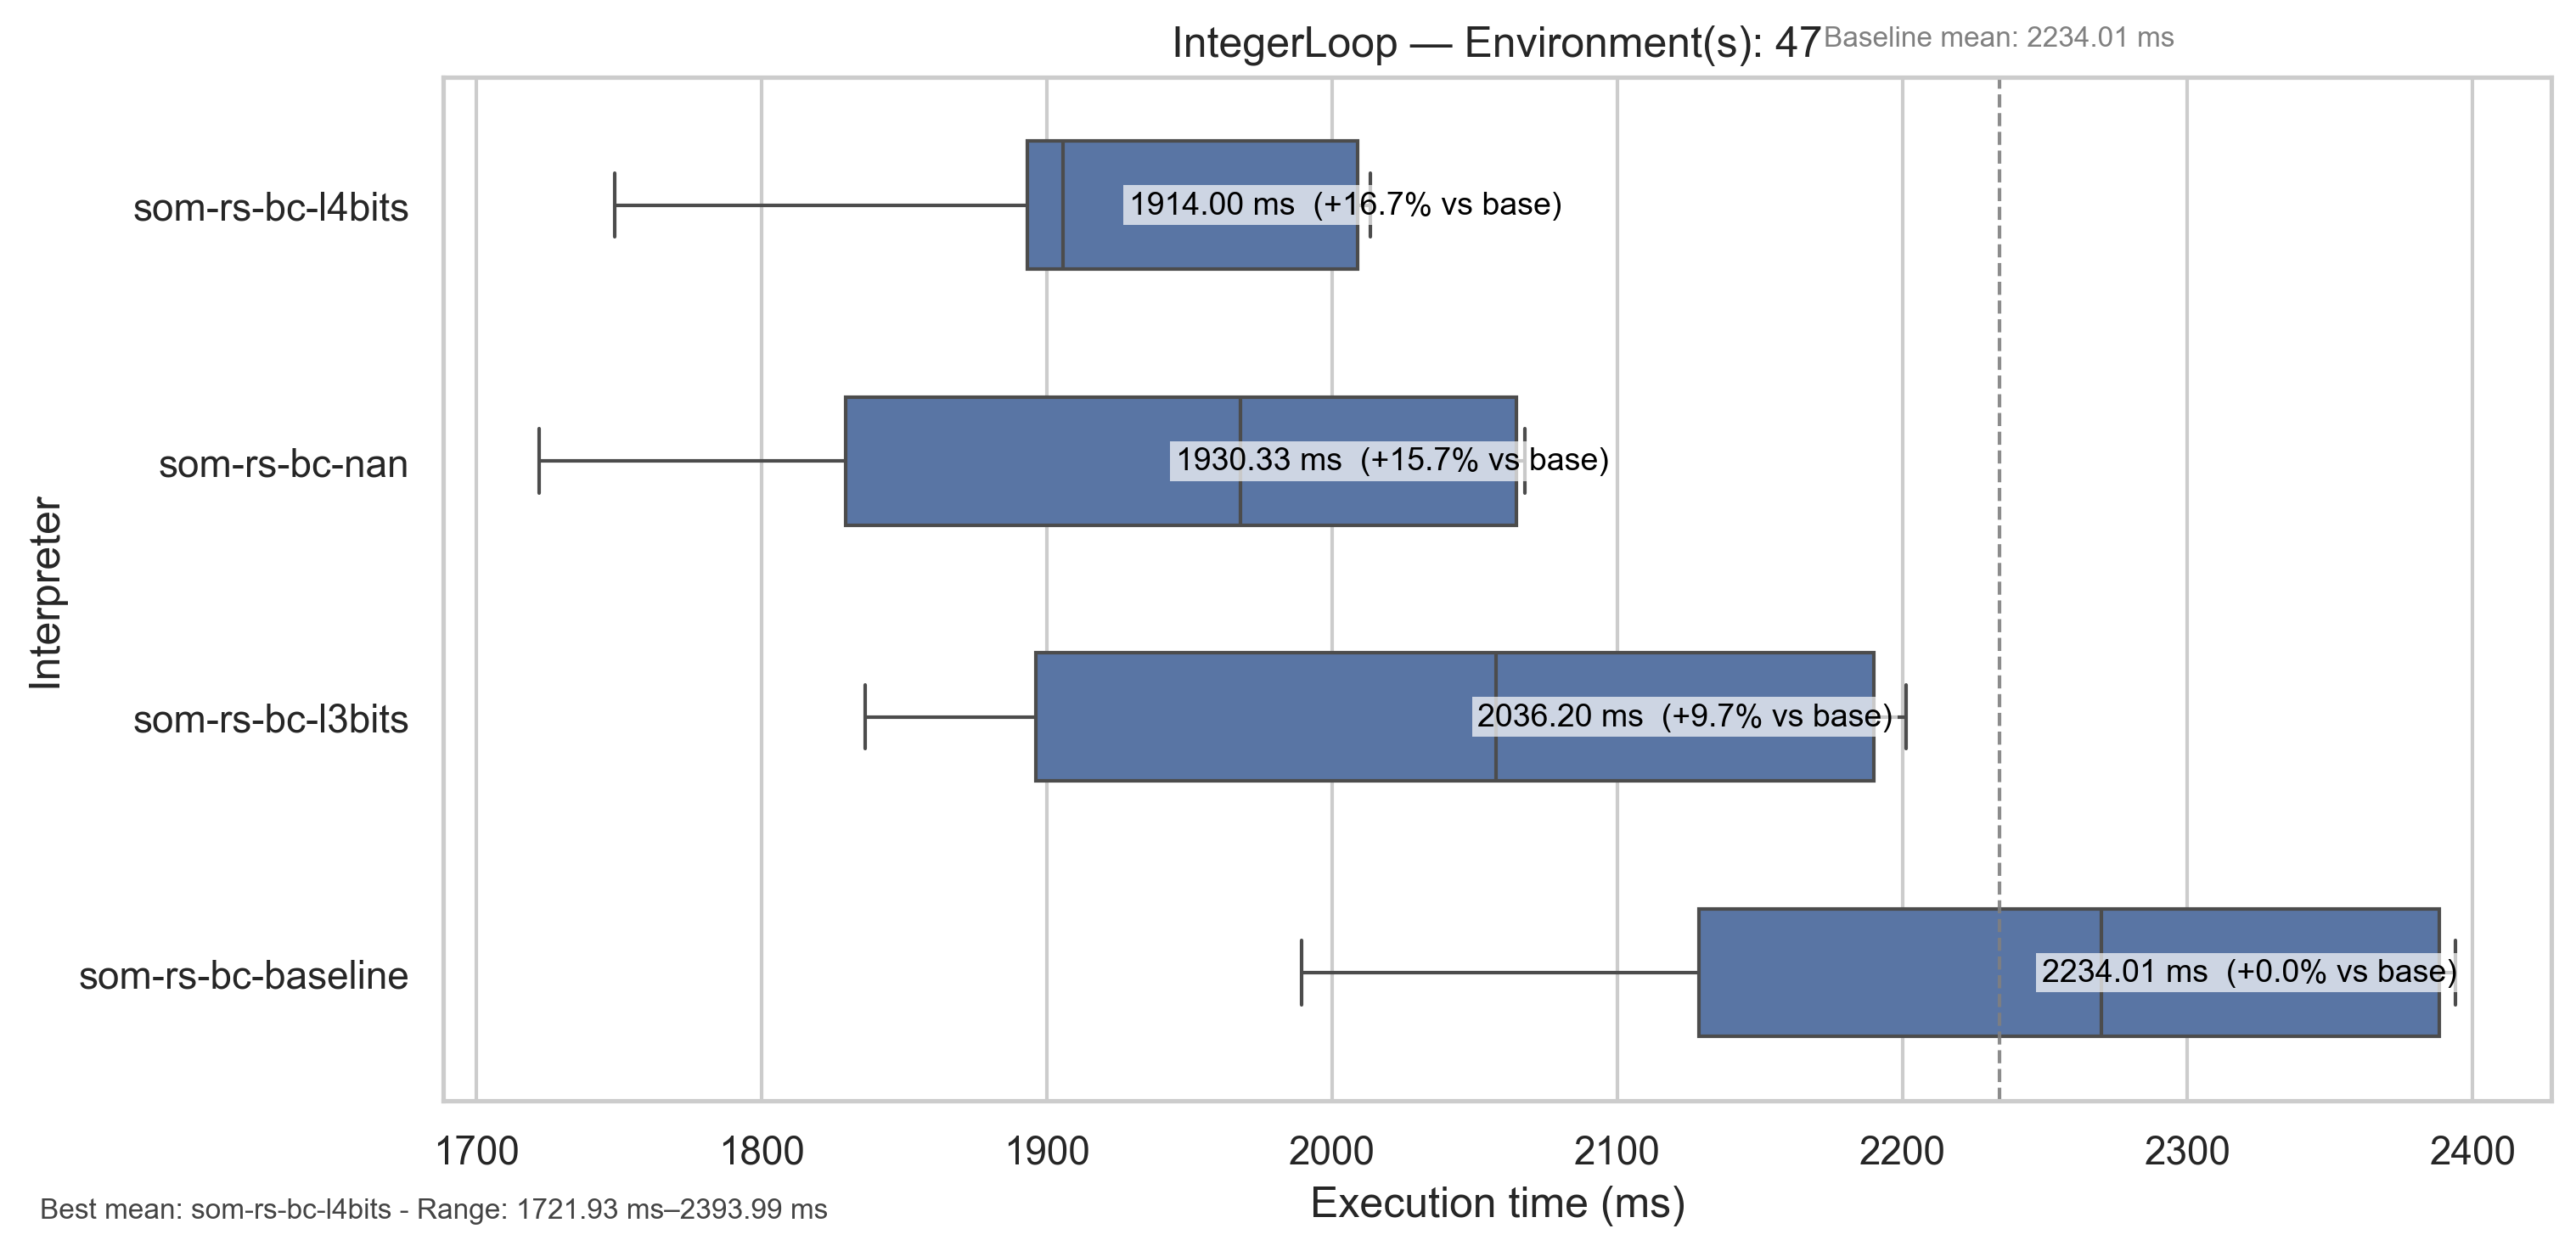 IntegerLoop — Environment(s): 47
Baseline mean: 2234.01 ms
Interpreter
som-rs-bc-l4bits
1914.00 ms (+16.7% vs base)
som-rs-bc-nan
1930.33 ms (+15.7% vs base)
som-rs-bc-l3bits
2036.20 ms (+9.7% vs base)
som-rs-bc-baseline
2234.01 ms (+0.0% vs base)
1700 1800 1900 2000 2100 2200 2300 2400
Execution time (ms)
Best mean: som-rs-bc-l4bits - Range: 1721.93 ms–2393.99 ms